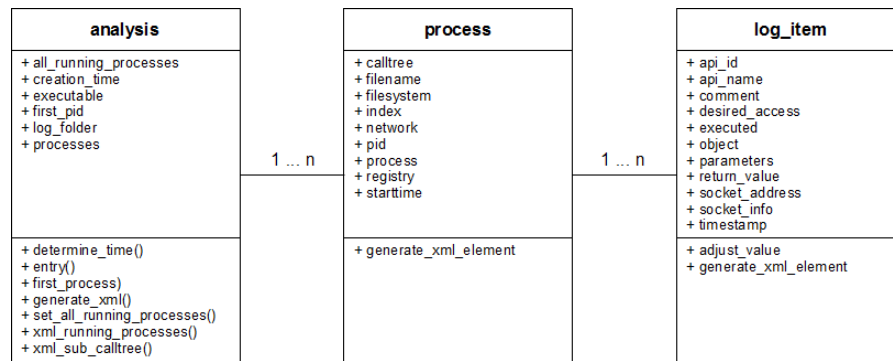 analysis
+ all_running_processes
+ creation_time
+ executable
+ first_pid
+ log_folder
+ processes
+ determine_time()
+ entry()
+ first_process)
+ generate_xml()
+ set_all_running_processes()
+ xml_running_processes()
+ xml_sub_calltree()
1 ... n
process
+ calltree
+ filename
+ filesystem
+ index
+ network
+ pid
+ process
+ registry
+ starttime
+ generate_xml_element
1 ... n
log_item
+ api_id
+ api_name
+ comment
+ desired_access
+ executed
+ object
+ parameters
+ return_value
+ socket_address
+ socket_info
+ timestamp
+ adjust_value
+ generate_xml_element